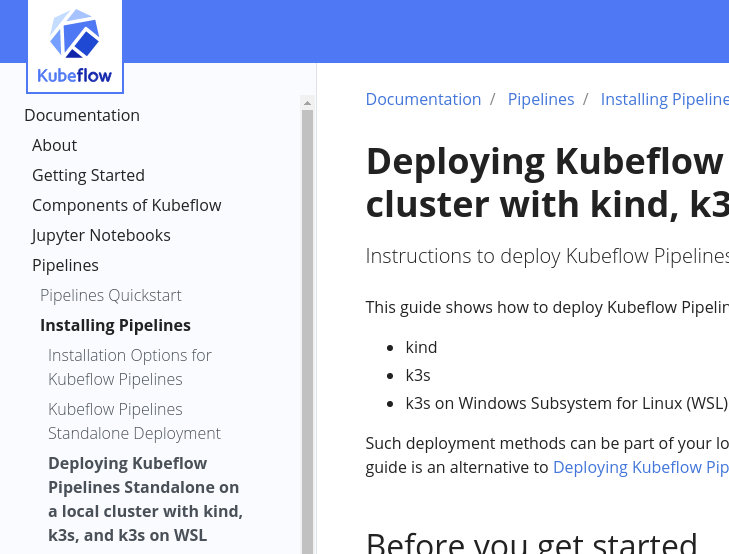 Kubeflow
Documentation
About
Getting Started
Components of Kubeflow
Jupyter Notebooks
Pipelines
Pipelines Quickstart
Installing Pipelines
Installation Options for
Kubeflow Pipelines
Kubeflow Pipelines
Standalone Deployment
Deploying Kubeflow
Pipelines Standalone on
a local cluster with kind,
k3s, and k3s on WSL
Documentation / Pipelines / Installing Pipeline
Deploying Kubeflow
cluster with kind, k3
Instructions to deploy Kubeflow Pipelines
This guide shows how to deploy Kubeflow Pipelin
kind
k3s
k3s on Windows Subsystem for Linux (WSL)
Such deployment methods can be part of your lo
guide is an alternative to Deploying Kubeflow Pip
Before you get started